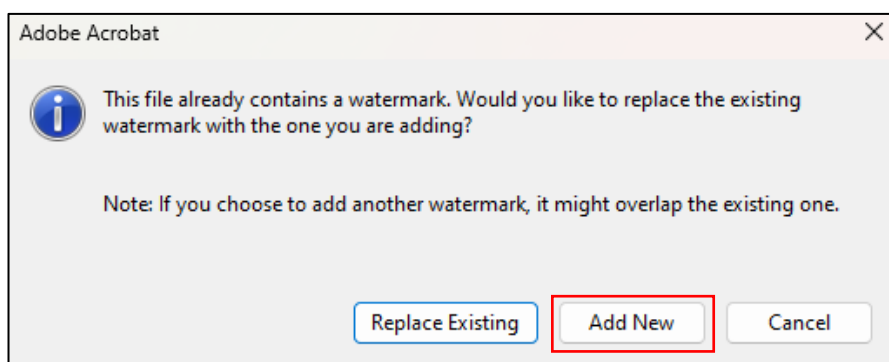 Adobe Acrobat
This file already contains a watermark. Would you like to replace the existing
watermark with the one you are adding?
Note: If you choose to add another watermark, it might overlap the existing one.
Replace Existing
Add New
Cancel